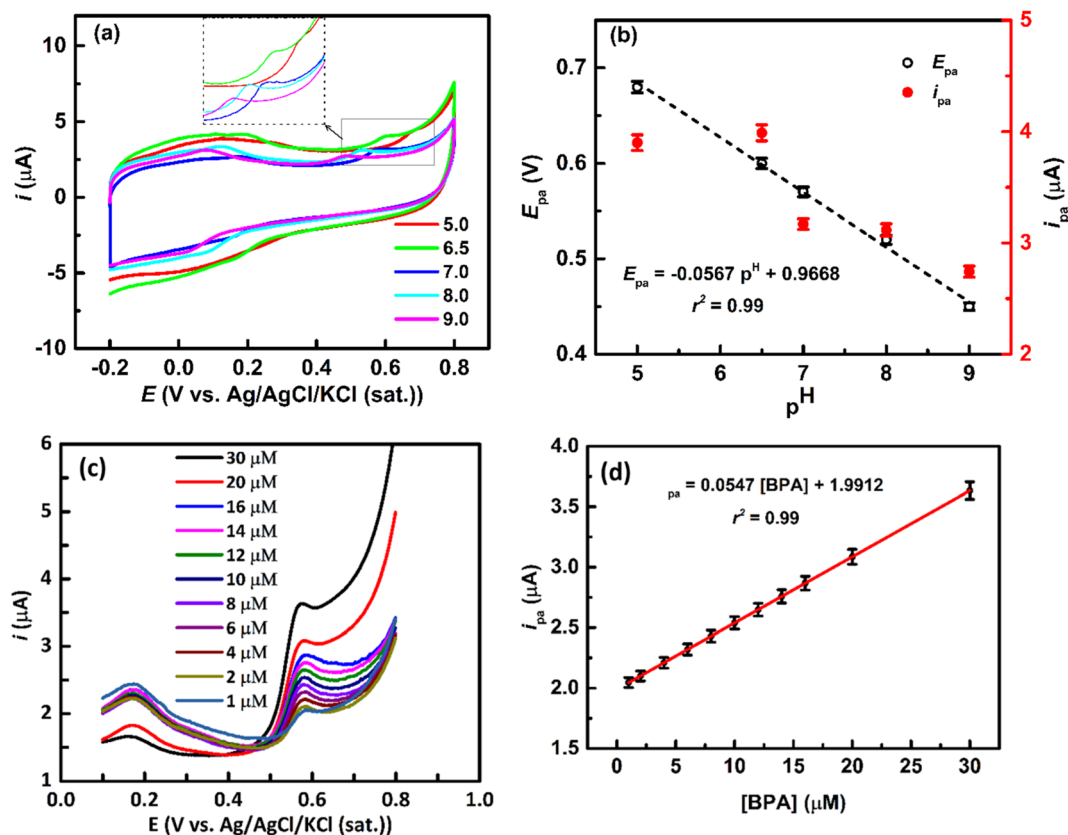 (a)
10
5
0
-5
-10
i (μA)
5.0
6.5
7.0
8.0
9.0
-0.2 0.0 0.2 0.4 0.6 0.8
E (V vs. Ag/AgCl/KCl (sat.))
(b)
Epa
ipa
0.7
0.6
0.5
0.4
Epa (V)
5
4
3
2
ipa (μA)
Epa = -0.0567 pH + 0.9668
r² = 0.99
5 6 7 8 9
pH
(c)
6
5
4
3
2
1
i (μA)
30 μM
20 μM
16 μM
14 μM
12 μM
10 μM
8 μM
6 μM
4 μM
2 μM
1 μM
0.0 0.2 0.4 0.6 0.8 1.0
E (V vs. Ag/AgCl/KCl (sat.)
(d)
4.0
3.5
3.0
2.5
2.0
1.5
ipa (μA)
pa = 0.0547 [BPA] + 1.9912
r² = 0.99
0 5 10 15 20 25 30
[BPA] (μM)